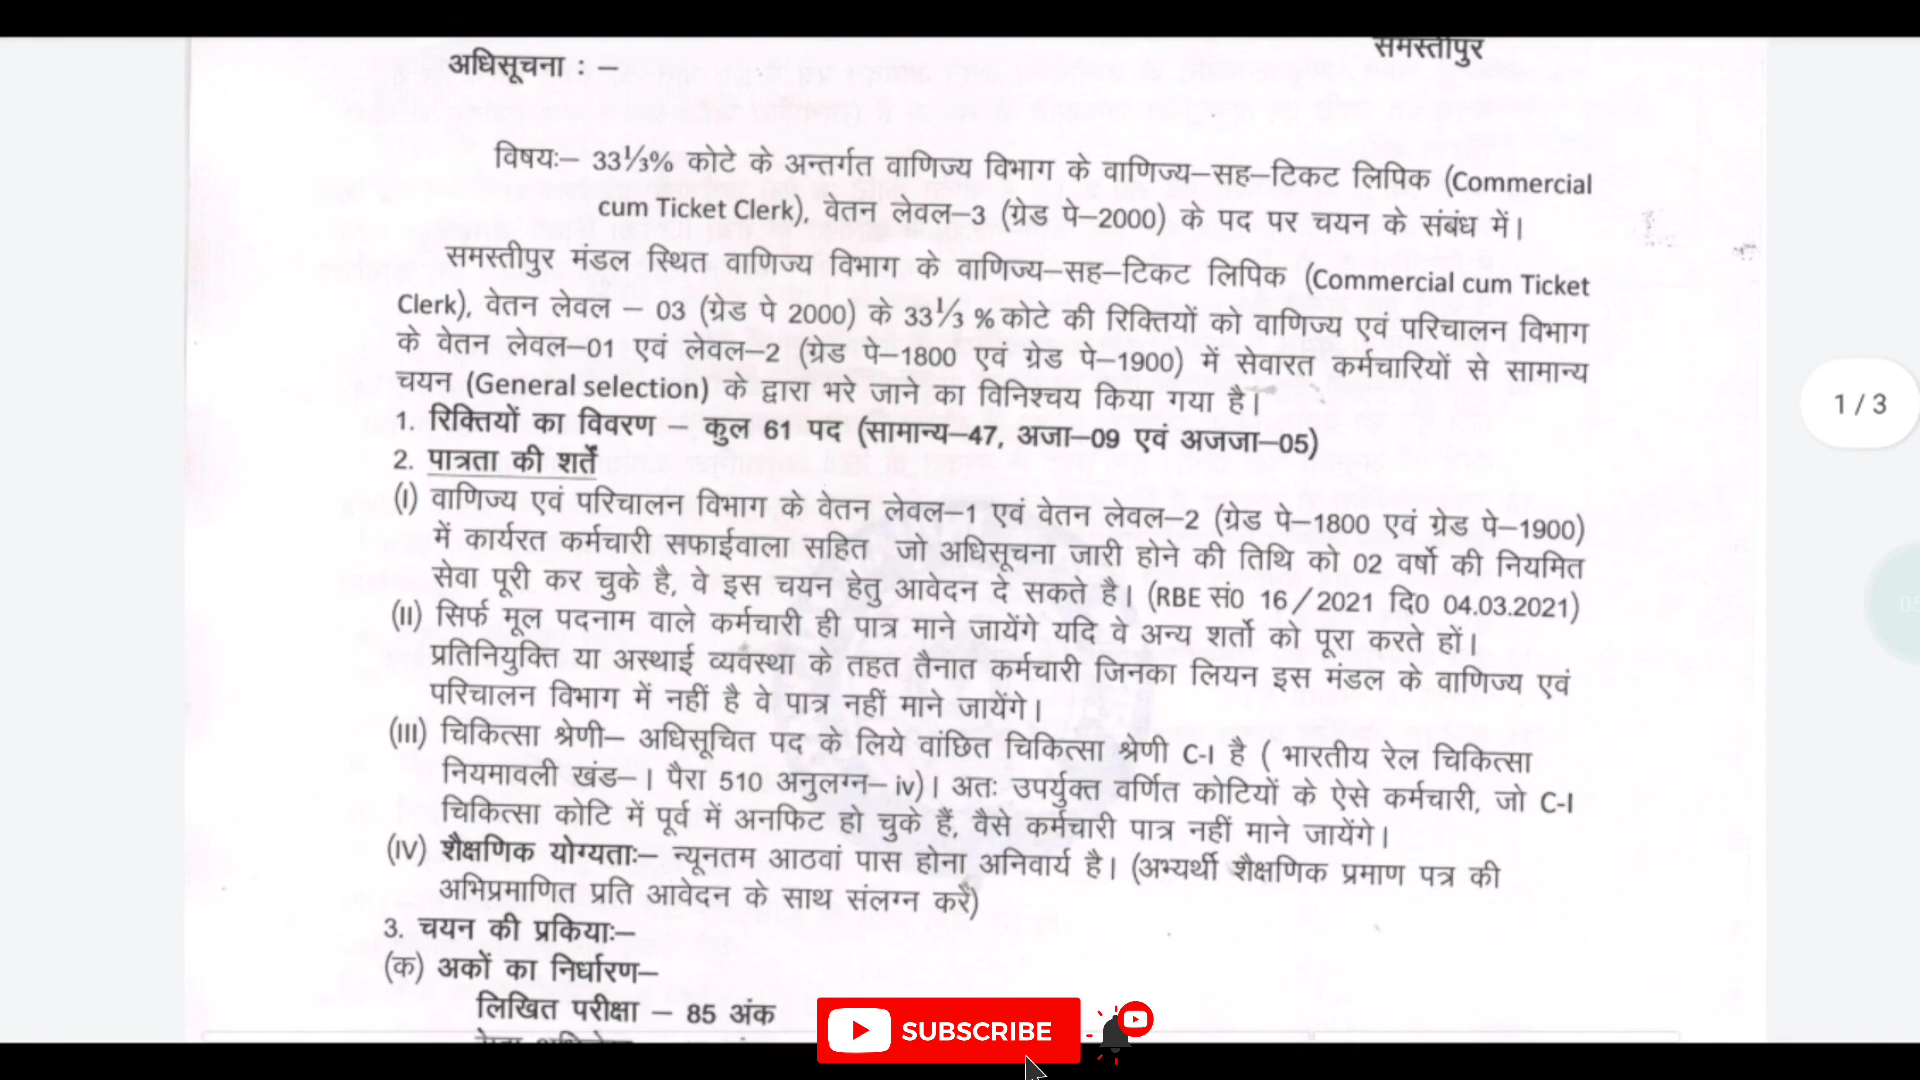 समस्तीपुर
अधिसूचना : –
विषयः– 33⅓% कोटे के अन्तर्गत वाणिज्य विभाग के वाणिज्य–सह–टिकट लिपिक (Commercial
cum Ticket Clerk), वेतन लेवल–3 (ग्रेड पे–2000) के पद पर चयन के संबंध में।
समस्तीपुर मंडल स्थित वाणिज्य विभाग के वाणिज्य–सह–टिकट लिपिक (Commercial cum Ticket
Clerk), वेतन लेवल – 03 (ग्रेड पे 2000) के 33⅓ % कोटे की रिक्तियों को वाणिज्य एवं परिचालन विभाग
के वेतन लेवल–01 एवं लेवल–2 (ग्रेड पे–1800 एवं ग्रेड पे–1900) में सेवारत कर्मचारियों से सामान्य
चयन (General selection) के द्वारा भरे जाने का विनिश्चय किया गया है।
1. रिक्तियों का विवरण – कुल 61 पद (सामान्य–47, अजा–09 एवं अजजा–05)
2. पात्रता की शर्तें
(I) वाणिज्य एवं परिचालन विभाग के वेतन लेवल–1 एव वेतन लेवल–2 (ग्रेड पे–1800 एवं ग्रेड पे–1900)
में कार्यरत कर्मचारी सफाईवाला सहित जो अधिसूचना जारी होने की तिथि को 02 वर्षो की नियमित
सेवा पूरी कर चुके है, वे इस चयन हेतु आवेदन दे सकते है। (RBE सं0 16/2021 दि0 04.03.2021)
(II) सिर्फ मूल पदनाम वाले कर्मचारी ही पात्र माने जायेंगे यदि वे अन्य शर्तो को पूरा करते हों।
प्रतिनियुक्ति या अस्थाई व्यवस्था के तहत तैनात कर्मचारी जिनका लियन इस मंडल के वाणिज्य एवं
परिचालन विभाग में नहीं है वे पात्र नहीं माने जायेंगे।
(III) चिकित्सा श्रेणी– अधिसूचित पद के लिये वांछित चिकित्सा श्रेणी C-I है ( भारतीय रेल चिकित्सा
नियमावली खंड–। पैरा 510 अनुलग्न– iv)। अतः उपर्युक्त वर्णित कोटियों के ऐसे कर्मचारी, जो C-I
चिकित्सा कोटि में पूर्व में अनफिट हो चुके हैं, वैसे कर्मचारी पात्र नहीं माने जायेंगे।
(IV) शैक्षणिक योग्यताः– न्यूनतम आठवां पास होना अनिवार्य है। (अभ्यर्थी शैक्षणिक प्रमाण पत्र की
अभिप्रमाणित प्रति आवेदन के साथ संलग्न करें)
3. चयन की प्रकियाः–
(क) अकों का निर्धारण–
लिखित परीक्षा – 85 अंक
1 / 3
SUBSCRIBE